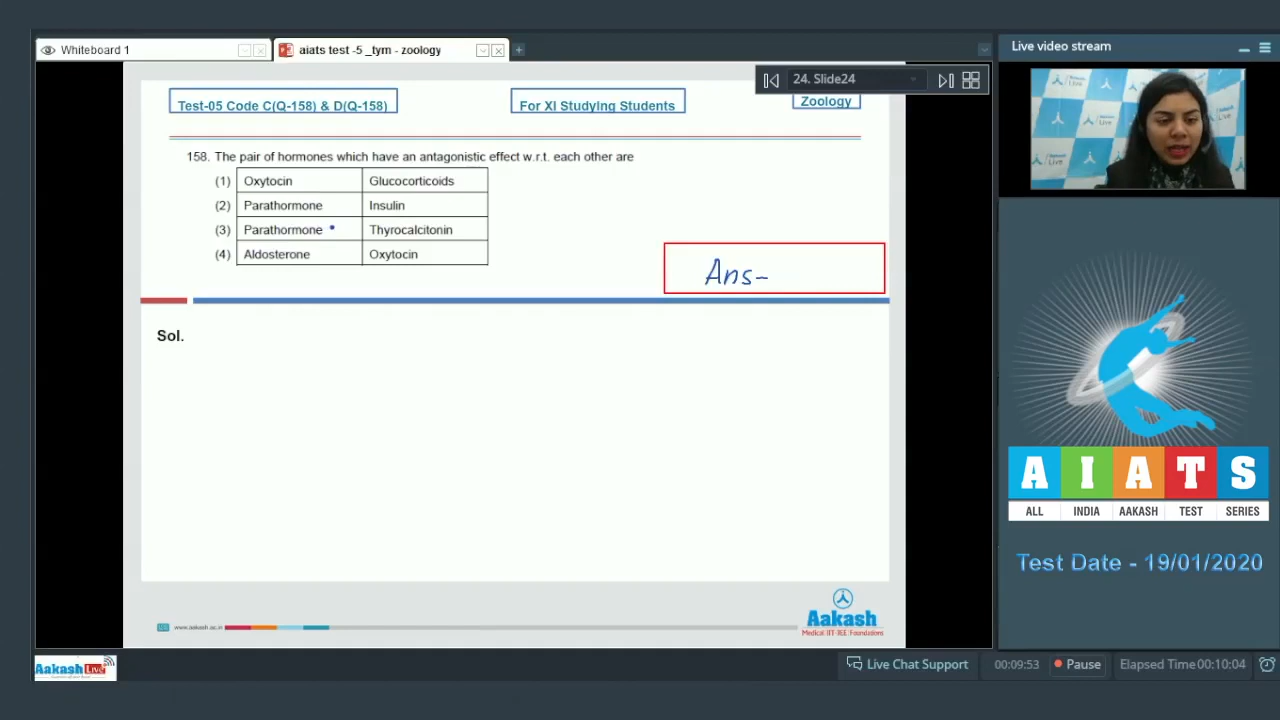 Whiteboard 1
aiats test -5 _tym - zoology
Live video stream
24. Slide24
Test-05 Code C(Q-158) & D(Q-158)
For XI Studying Students
Zoology
158. The pair of hormones which have an antagonistic effect w.r.t. each other are
(1) Oxytocin Glucocorticoids
(2) Parathormone Insulin
(3) Parathormone Thyrocalcitonin
(4) Aldosterone Oxytocin
Ans-
Sol.
www.aakash.ac.in
Aakash
Medical | IIT-JEE | Foundations
A I A T S
ALL INDIA AAKASH TEST SERIES
Test Date - 19/01/2020
Aakash Live
Live Chat Support
00:09:53
Pause
Elapsed Time 00:10:04